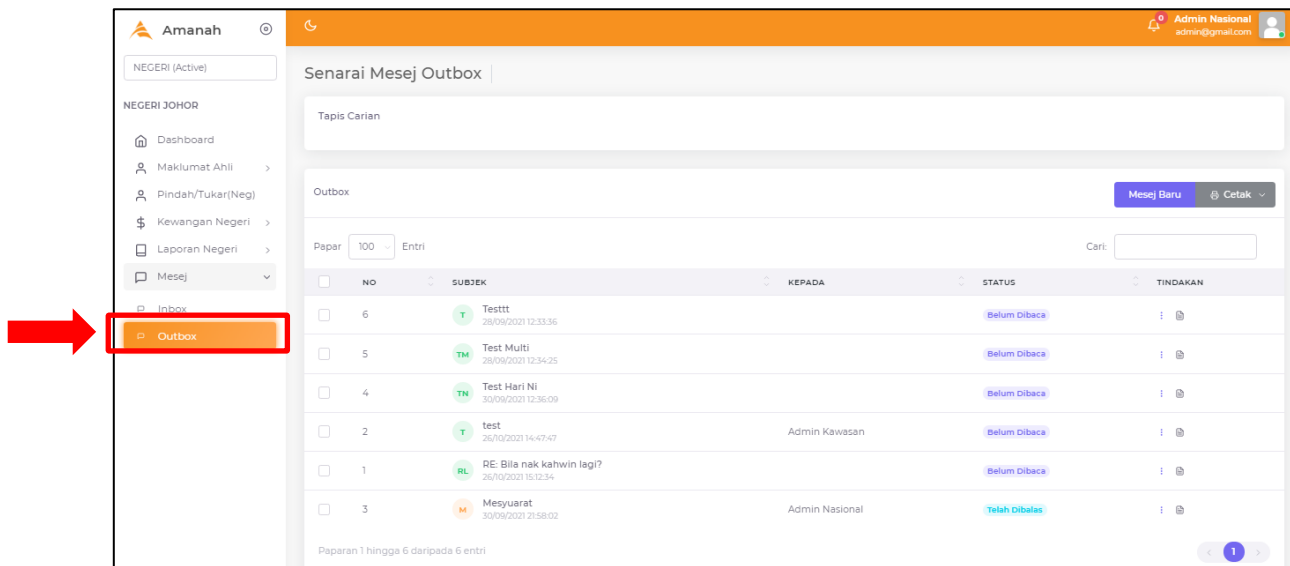 Amanah
0
Admin Nasional
admin@gmail.com
NEGERI (Active)
NEGERI JOHOR
Dashboard
Maklumat Ahli
Pindah/Tukar(Neg)
Kewangan Negeri
Laporan Negeri
Mesej
Inbox
Outbox
Senarai Mesej Outbox
Tapis Carian
Outbox
Mesej Baru
Cetak
Papar 100 Entri
Cari:
NO SUBJEK KEPADA STATUS TINDAKAN
6 T Testtt Belum Dibaca
28/09/2021 12:33:36
5 TM Test Multi Belum Dibaca
28/09/2021 12:34:25
4 TN Test Hari Ni Belum Dibaca
30/09/2021 12:36:09
2 T test Admin Kawasan Belum Dibaca
26/10/2021 14:47:47
1 RL RE: Bila nak kahwin lagi? Belum Dibaca
26/10/2021 15:12:34
3 M Mesyuarat Admin Nasional Telah Dibalas
30/09/2021 21:58:02
Paparan 1 hingga 6 daripada 6 entri
1